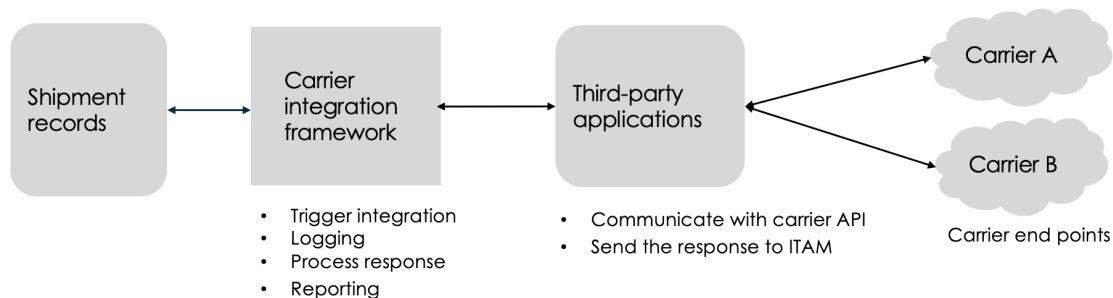 Shipment
records
Carrier
integration
framework
• Trigger integration
• Logging
• Process response
• Reporting
Third-party
applications
• Communicate with carrier API
• Send the response to ITAM
Carrier A
Carrier B
Carrier end points